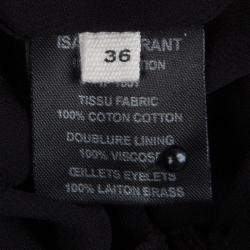 36
TISSU FABRIC
100% COTON COTTON
DOUBLURE LINING
100% VISCOSE
ŒILLETS EYELETS
100% LAITON BRASS